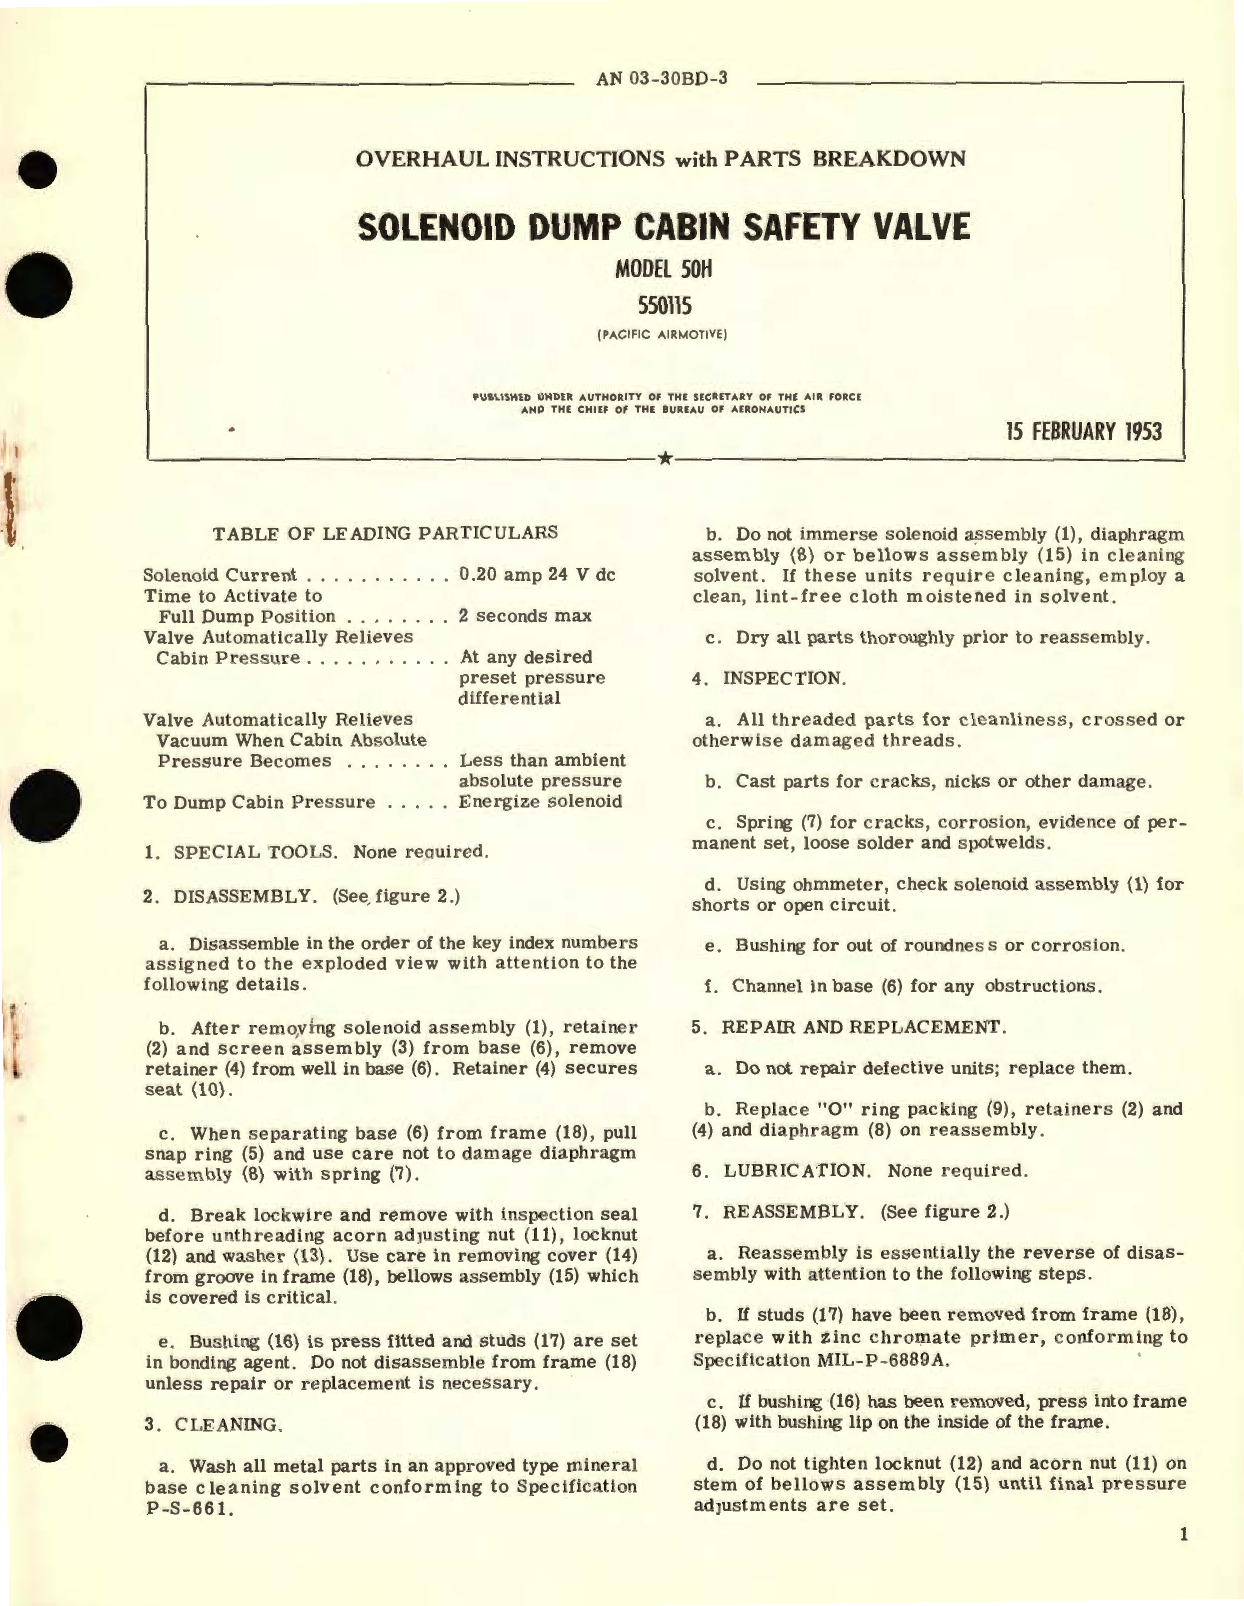 AN 03-30BD-3
OVERHAUL INSTRUCTIONS with PARTS BREAKDOWN
SOLENOID DUMP CABIN SAFETY VALVE
MODEL 50H
550115
(PACIFIC AIRMOTIVE)
PUBLISHED UNDER AUTHORITY OF THE SECRETARY OF THE AIR FORCE
AND THE CHIEF OF THE BUREAU OF AERONAUTICS
15 FEBRUARY 1953
TABLE OF LEADING PARTICULARS
Solenoid Current . . . . . . . . . . . 0.20 amp 24 V dc
Time to Activate to
Full Dump Position . . . . . . . . 2 seconds max
Valve Automatically Relieves
Cabin Pressure . . . . . . . . . . . At any desired
preset pressure
differential
Valve Automatically Relieves
Vacuum When Cabin Absolute
Pressure Becomes . . . . . . . . Less than ambient
absolute pressure
To Dump Cabin Pressure . . . . . Energize solenoid
1. SPECIAL TOOLS. None required.
2. DISASSEMBLY. (See figure 2.)
a. Disassemble in the order of the key index numbers
assigned to the exploded view with attention to the
following details.
b. After removing solenoid assembly (1), retainer
(2) and screen assembly (3) from base (6), remove
retainer (4) from well in base (6). Retainer (4) secures
seat (10).
c. When separating base (6) from frame (18), pull
snap ring (5) and use care not to damage diaphragm
assembly (8) with spring (7).
d. Break lockwire and remove with inspection seal
before unthreading acorn adjusting nut (11), locknut
(12) and washer (13). Use care in removing cover (14)
from groove in frame (18), bellows assembly (15) which
is covered is critical.
e. Bushing (16) is press fitted and studs (17) are set
in bonding agent. Do not disassemble from frame (18)
unless repair or replacement is necessary.
3. CLEANING.
a. Wash all metal parts in an approved type mineral
base cleaning solvent conforming to Specification
P-S-661.
b. Do not immerse solenoid assembly (1), diaphragm
assembly (8) or bellows assembly (15) in cleaning
solvent. If these units require cleaning, employ a
clean, lint-free cloth moistened in solvent.
c. Dry all parts thoroughly prior to reassembly.
4. INSPECTION.
a. All threaded parts for cleanliness, crossed or
otherwise damaged threads.
b. Cast parts for cracks, nicks or other damage.
c. Spring (7) for cracks, corrosion, evidence of per-
manent set, loose solder and spotwelds.
d. Using ohmmeter, check solenoid assembly (1) for
shorts or open circuit.
e. Bushing for out of roundness or corrosion.
f. Channel in base (6) for any obstructions.
5. REPAIR AND REPLACEMENT.
a. Do not repair defective units; replace them.
b. Replace "O" ring packing (9), retainers (2) and
(4) and diaphragm (8) on reassembly.
6. LUBRICATION. None required.
7. REASSEMBLY. (See figure 2.)
a. Reassembly is essentially the reverse of disas-
sembly with attention to the following steps.
b. If studs (17) have been removed from frame (18),
replace with zinc chromate primer, conforming to
Specification MIL-P-6889A.
c. If bushing (16) has been removed, press into frame
(18) with bushing lip on the inside of the frame.
d. Do not tighten locknut (12) and acorn nut (11) on
stem of bellows assembly (15) until final pressure
adjustments are set.
1